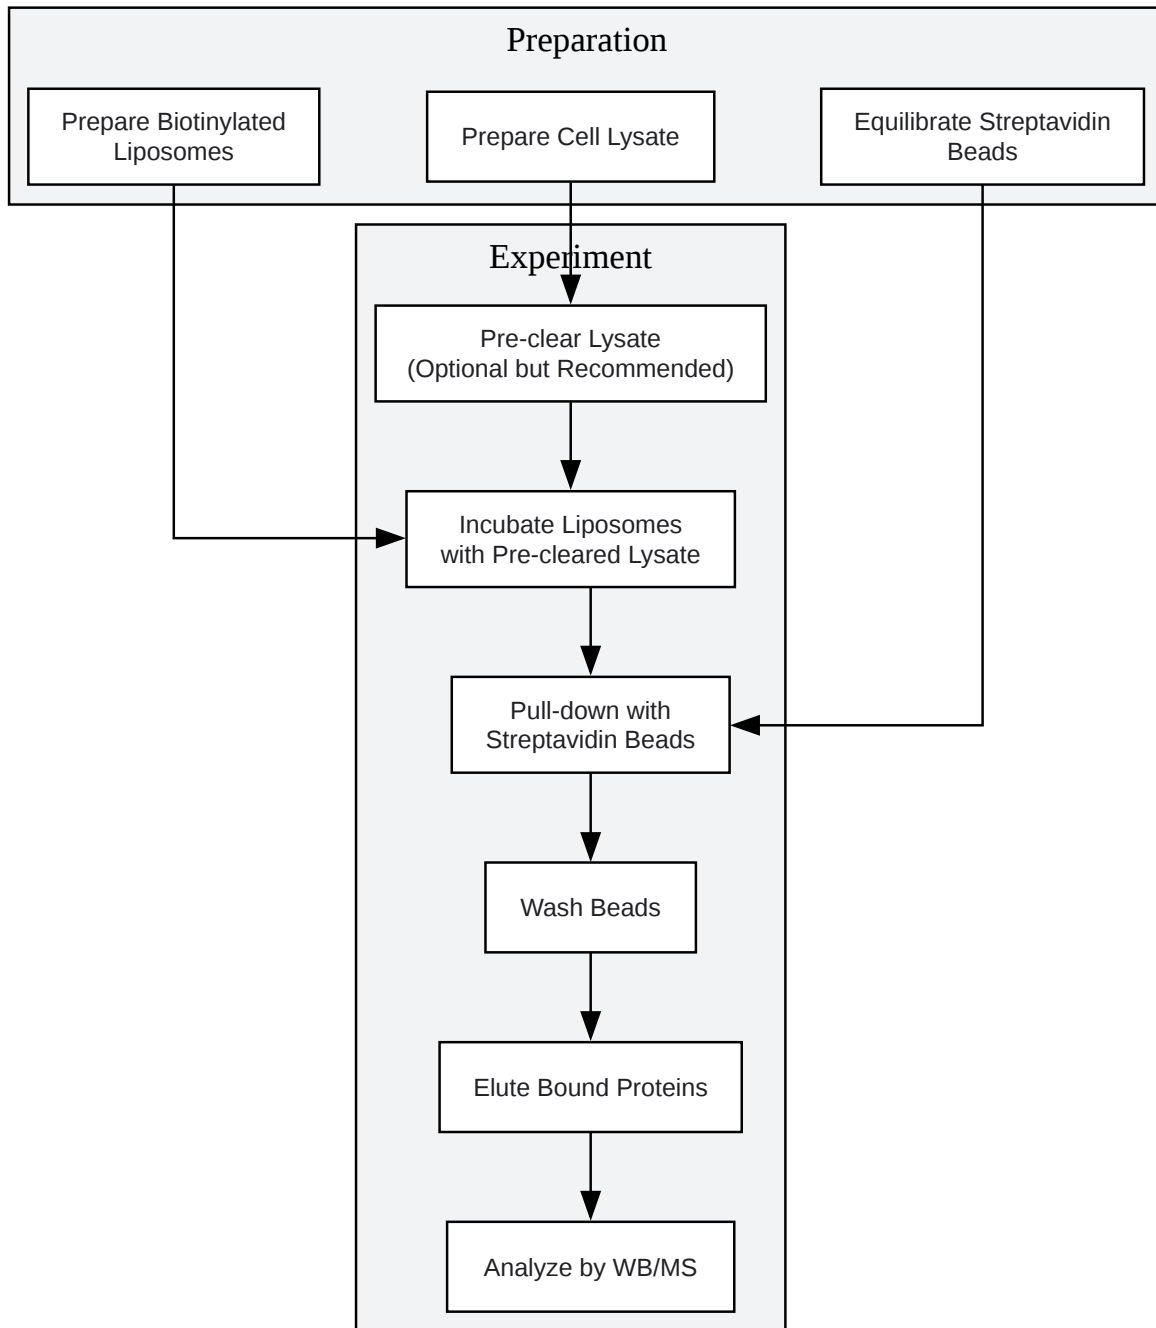 Preparation
Prepare Biotinylated
Liposomes
Prepare Cell Lysate
Equilibrate Streptavidin
Beads
Experiment
Pre-clear Lysate
(Optional but Recommended)
Incubate Liposomes
with Pre-cleared Lysate
Pull-down with
Streptavidin Beads
Wash Beads
Elute Bound Proteins
Analyze by WB/MS